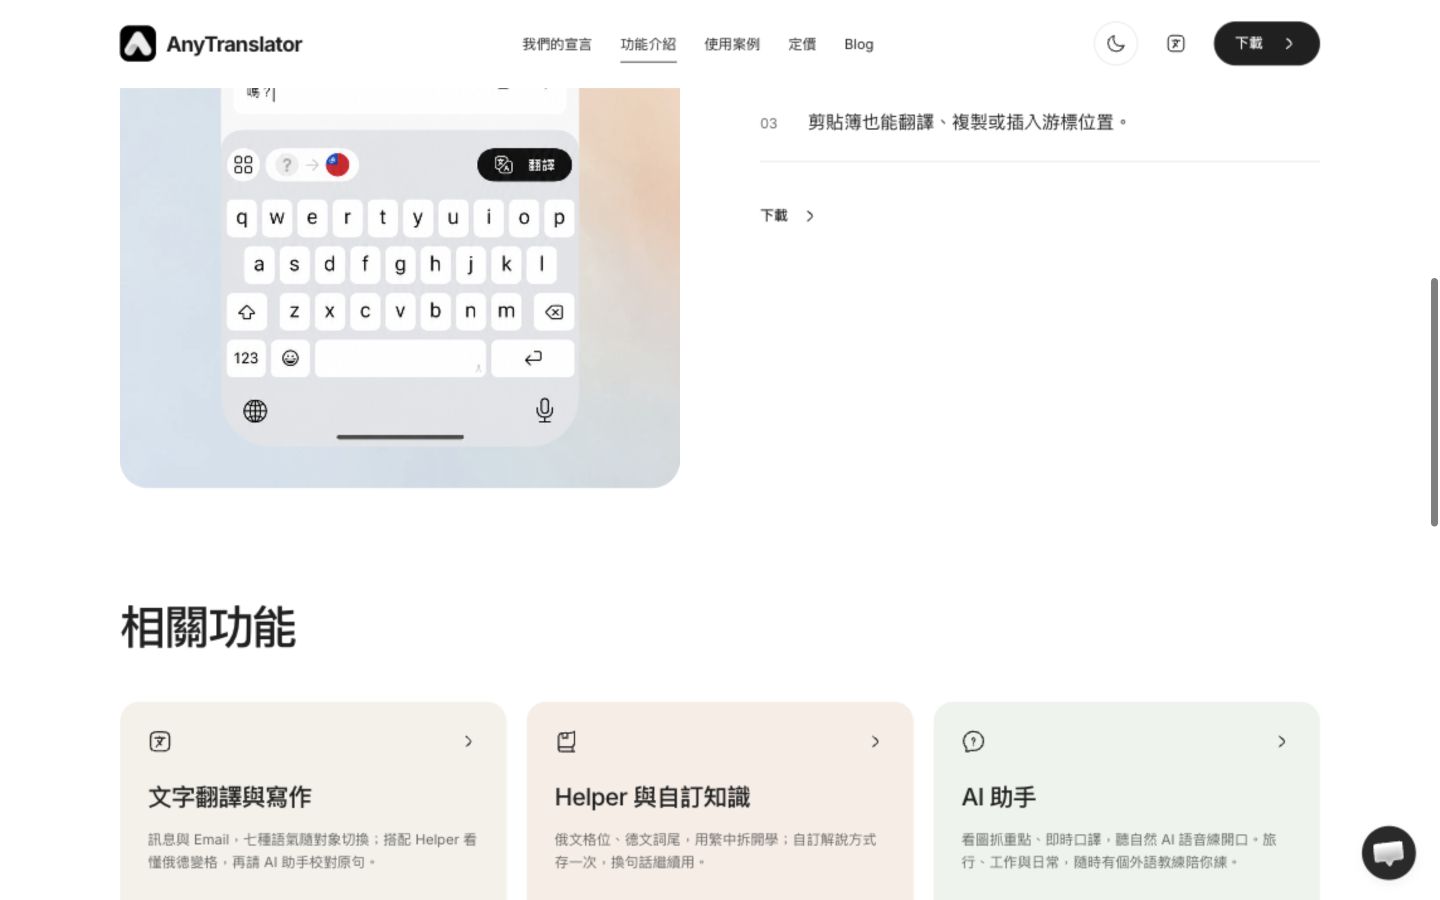 AnyTranslator
我們的宣言 功能介紹 使用案例 定價 Blog
下載
嗎?
03 剪貼簿也能翻譯、複製或插入游標位置。
下載
? 翻譯
q w e r t y u i o p
a s d f g h j k l
z x c v b n m
123
相關功能
文字翻譯與寫作
訊息與 Email，七種語氣隨對象切換；搭配 Helper 看
懂俄德變格，再請 AI 助手校對原句。
Helper 與自訂知識
俄文格位、德文詞尾，用繁中拆開學；自訂解說方式
存一次，換句話繼續用。
AI 助手
看圖抓重點、即時口譯，聽自然 AI 語音練開口。旅
行、工作與日常，隨時有個外語教練陪你練。